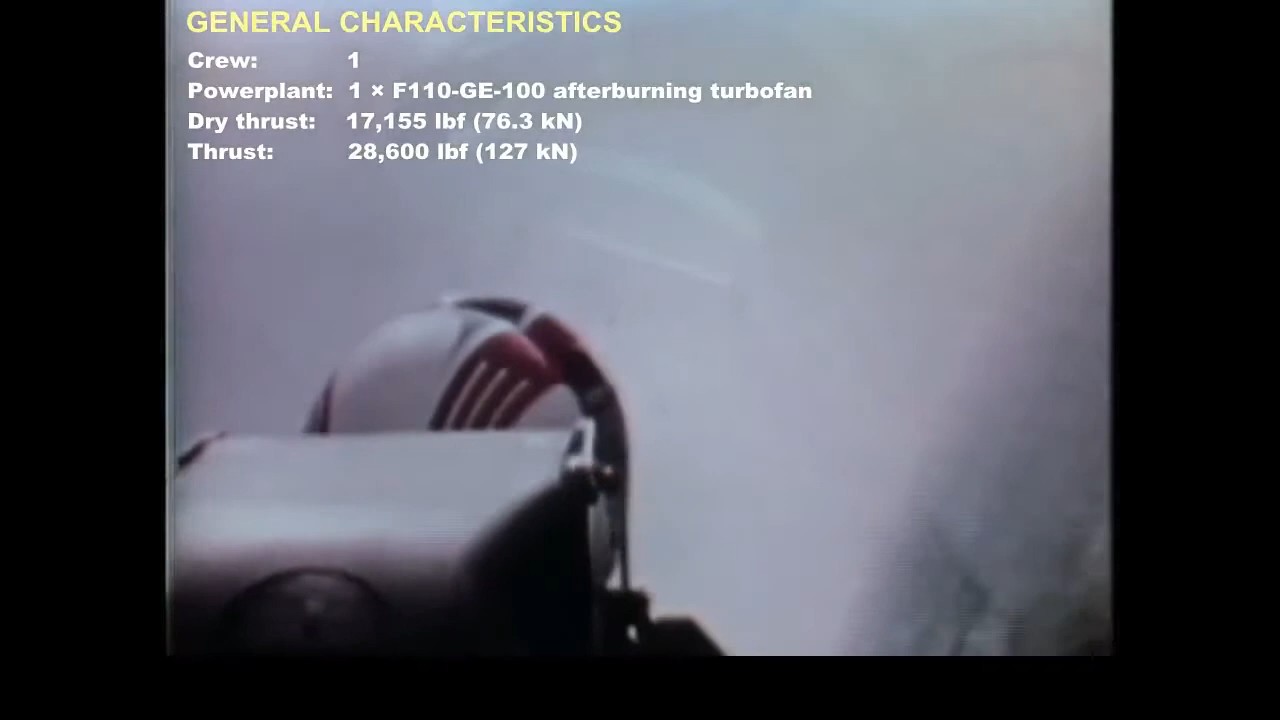 GENERAL CHARACTERISTICS
Crew: 1
Powerplant: 1 × F110-GE-100 afterburning turbofan
Dry thrust: 17,155 lbf (76.3 kN)
Thrust: 28,600 lbf (127 kN)